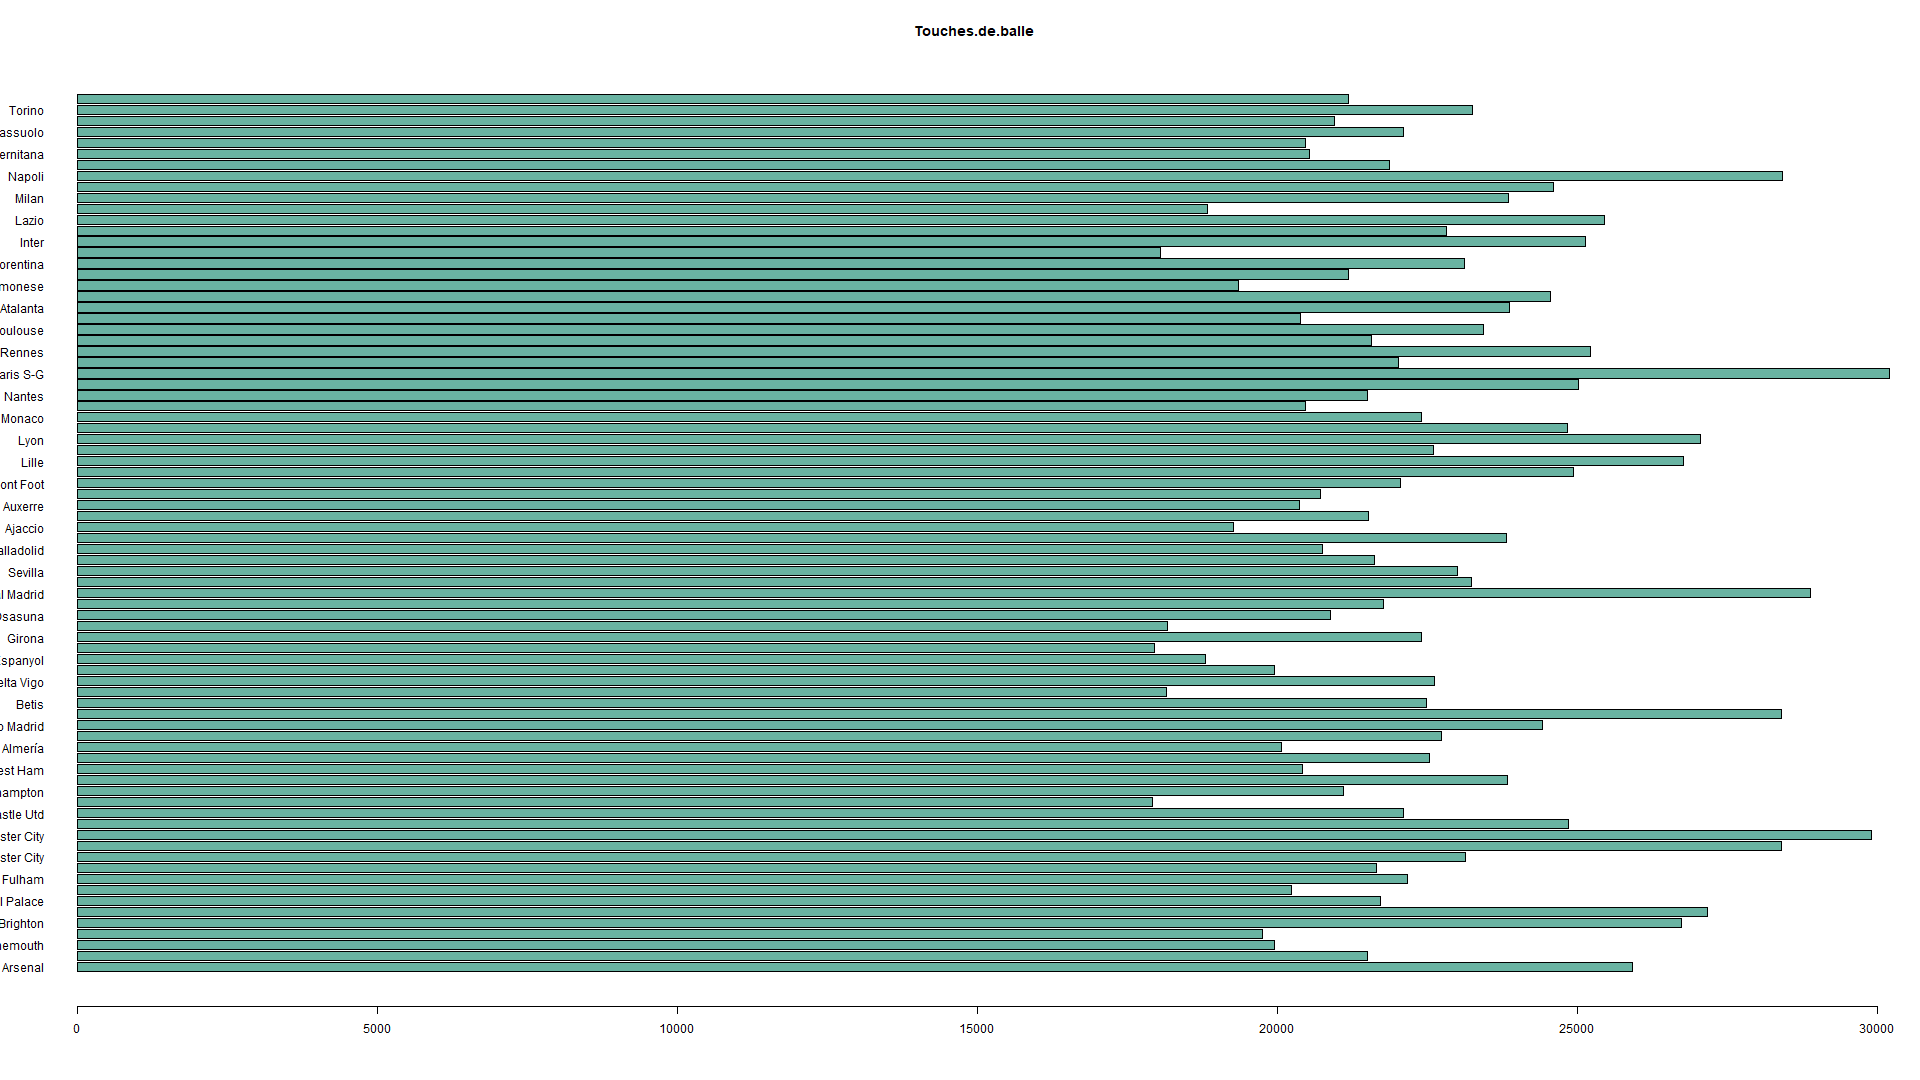 Touches.de.balle
Torino
assuolo
ernitana
Napoli
Milan
Lazio
Inter
orentina
monese
Atalanta
oulouse
Rennes
aris S-G
Nantes
Monaco
Lyon
Lille
ont Foot
Auxerre
Ajaccio
alladolid
Sevilla
l Madrid
Osasuna
Girona
Espanyol
elta Vigo
Betis
o Madrid
Almería
est Ham
hampton
astle Utd
ster City
ster City
Fulham
l Palace
Brighton
nemouth
Arsenal
0 5000 10000 15000 20000 25000 30000